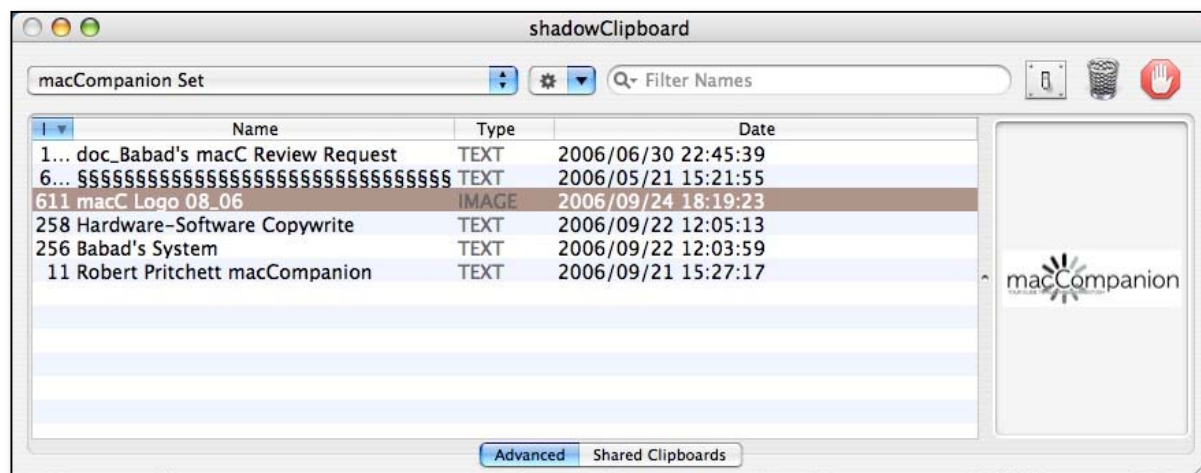 shadowClipboard
macCompanion Set
Filter Names
I Name Type Date
1... doc_Babad's macC Review Request TEXT 2006/06/30 22:45:39
6... §§§§§§§§§§§§§§§§§§§§§§§§§§§§§§§§ TEXT 2006/05/21 15:21:55
611 macC Logo 08_06 IMAGE 2006/09/24 18:19:23
258 Hardware-Software Copywrite TEXT 2006/09/22 12:05:13
256 Babad's System TEXT 2006/09/22 12:03:59
11 Robert Pritchett macCompanion TEXT 2006/09/21 15:27:17
macCompanion
Advanced Shared Clipboards